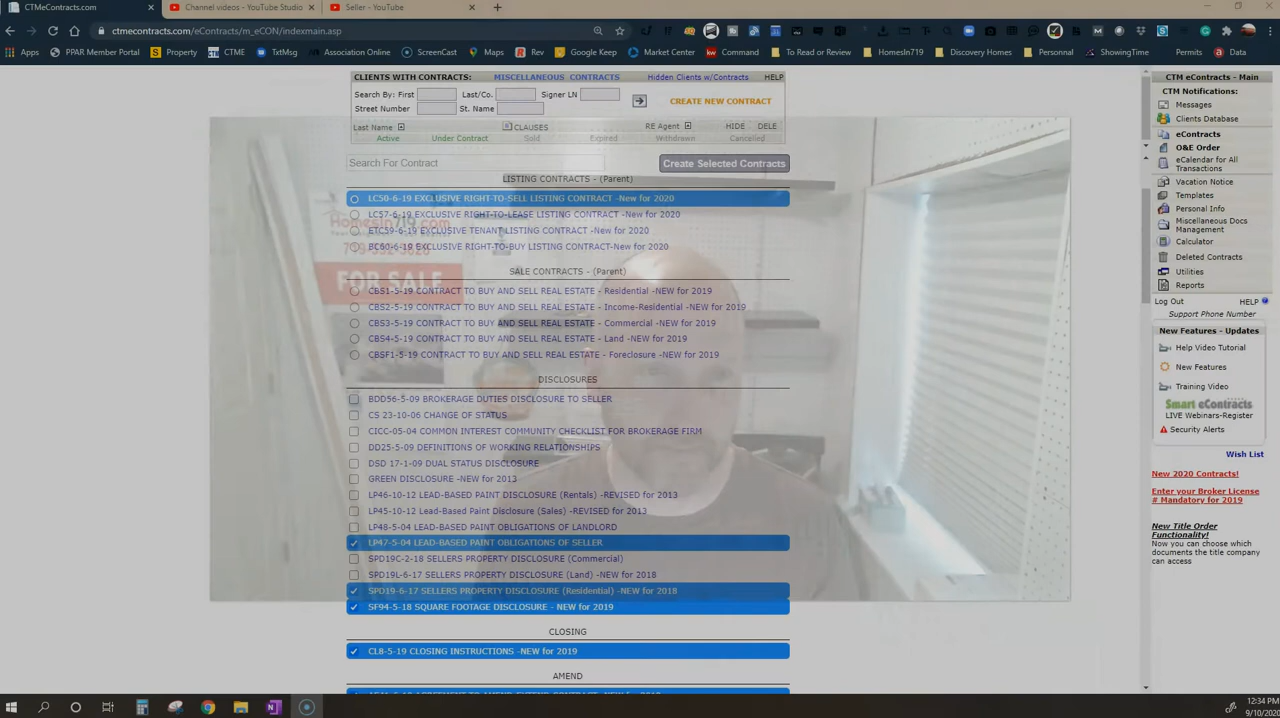 CTMeContracts.com
Channel videos - YouTube Studio
Seller - YouTube
ctmecontracts.com/eContracts/m_eCON/indexmain.asp
Apps
PPAR Member Portal
Property
CTME
TxtMsg
Association Online
ScreenCast
Maps
Rev
Google Keep
Market Center
Command
To Read or Review
HomesIn719
Discovery Homes
Personnal
ShowingTime
Permits
Data
CLIENTS WITH CONTRACTS: MISCELLANEOUS CONTRACTS Hidden Clients w/Contracts HELP
Search By: First Last/Co. Signer LN
Street Number St. Name
CREATE NEW CONTRACT
Last Name CLAUSES RE Agent HIDE DELE
Active Under Contract Sold Expired Withdrawn Cancelled
Search For Contract Create Selected Contracts
LISTING CONTRACTS - (Parent)
LC50-6-19 EXCLUSIVE RIGHT-TO-SELL LISTING CONTRACT -New for 2020
LC57-6-19 EXCLUSIVE RIGHT-TO-LEASE LISTING CONTRACT -New for 2020
ETC59-6-19 EXCLUSIVE TENANT LISTING CONTRACT -New for 2020
BC60-6-19 EXCLUSIVE RIGHT-TO-BUY LISTING CONTRACT-New for 2020
HomesIn719.com
FOR SALE
SALE CONTRACTS - (Parent)
CBS1-5-19 CONTRACT TO BUY AND SELL REAL ESTATE - Residential -NEW for 2019
CBS2-5-19 CONTRACT TO BUY AND SELL REAL ESTATE - Income-Residential -NEW for 2019
CBS3-5-19 CONTRACT TO BUY AND SELL REAL ESTATE - Commercial -NEW for 2019
CBS4-5-19 CONTRACT TO BUY AND SELL REAL ESTATE - Land -NEW for 2019
CBSF1-5-19 CONTRACT TO BUY AND SELL REAL ESTATE - Foreclosure -NEW for 2019
DISCLOSURES
BDD56-5-09 BROKERAGE DUTIES DISCLOSURE TO SELLER
CS 23-10-06 CHANGE OF STATUS
CICC-05-04 COMMON INTEREST COMMUNITY CHECKLIST FOR BROKERAGE FIRM
DD25-5-09 DEFINITIONS OF WORKING RELATIONSHIPS
DSD 17-1-09 DUAL STATUS DISCLOSURE
GREEN DISCLOSURE -NEW for 2013
LP46-10-12 LEAD-BASED PAINT DISCLOSURE (Rentals) -REVISED for 2013
LP45-10-12 Lead-Based Paint Disclosure (Sales) -REVISED for 2013
LP48-5-04 LEAD-BASED PAINT OBLIGATIONS OF LANDLORD
LP47-5-04 LEAD-BASED PAINT OBLIGATIONS OF SELLER
SPD19C-2-18 SELLERS PROPERTY DISCLOSURE (Commercial)
SPD19L-6-17 SELLERS PROPERTY DISCLOSURE (Land) -NEW for 2018
SPD19-6-17 SELLERS PROPERTY DISCLOSURE (Residential) -NEW for 2018
SF94-5-18 SQUARE FOOTAGE DISCLOSURE - NEW for 2019
CLOSING
CL8-5-19 CLOSING INSTRUCTIONS -NEW for 2019
AMEND
CTM eContracts - Main
CTM Notifications:
Messages
Clients Database
eContracts
O&E Order
eCalendar for All
Transactions
Vacation Notice
Templates
Personal Info
Miscellaneous Docs
Management
Calculator
Deleted Contracts
Utilities
Reports
Log Out HELP
Support Phone Number
New Features - Updates
Help Video Tutorial
New Features
Training Video
Smart eContracts
LIVE Webinars-Register
Security Alerts
Wish List
New 2020 Contracts!
Enter your Broker License
# Mandatory for 2019
New Title Order
Functionality!
Now you can choose which
documents the title company
can access
12:34 PM
9/10/2020